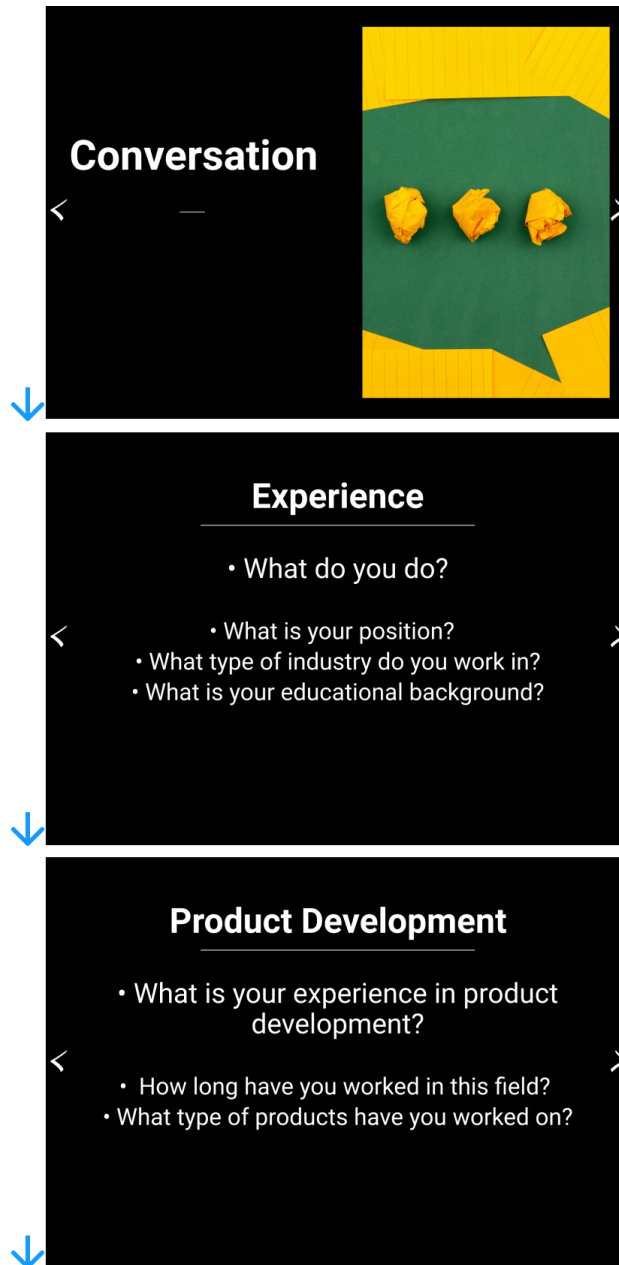 Conversation
Experience
• What do you do?
• What is your position?
• What type of industry do you work in?
• What is your educational background?
Product Development
• What is your experience in product
development?
• How long have you worked in this field?
• What type of products have you worked on?